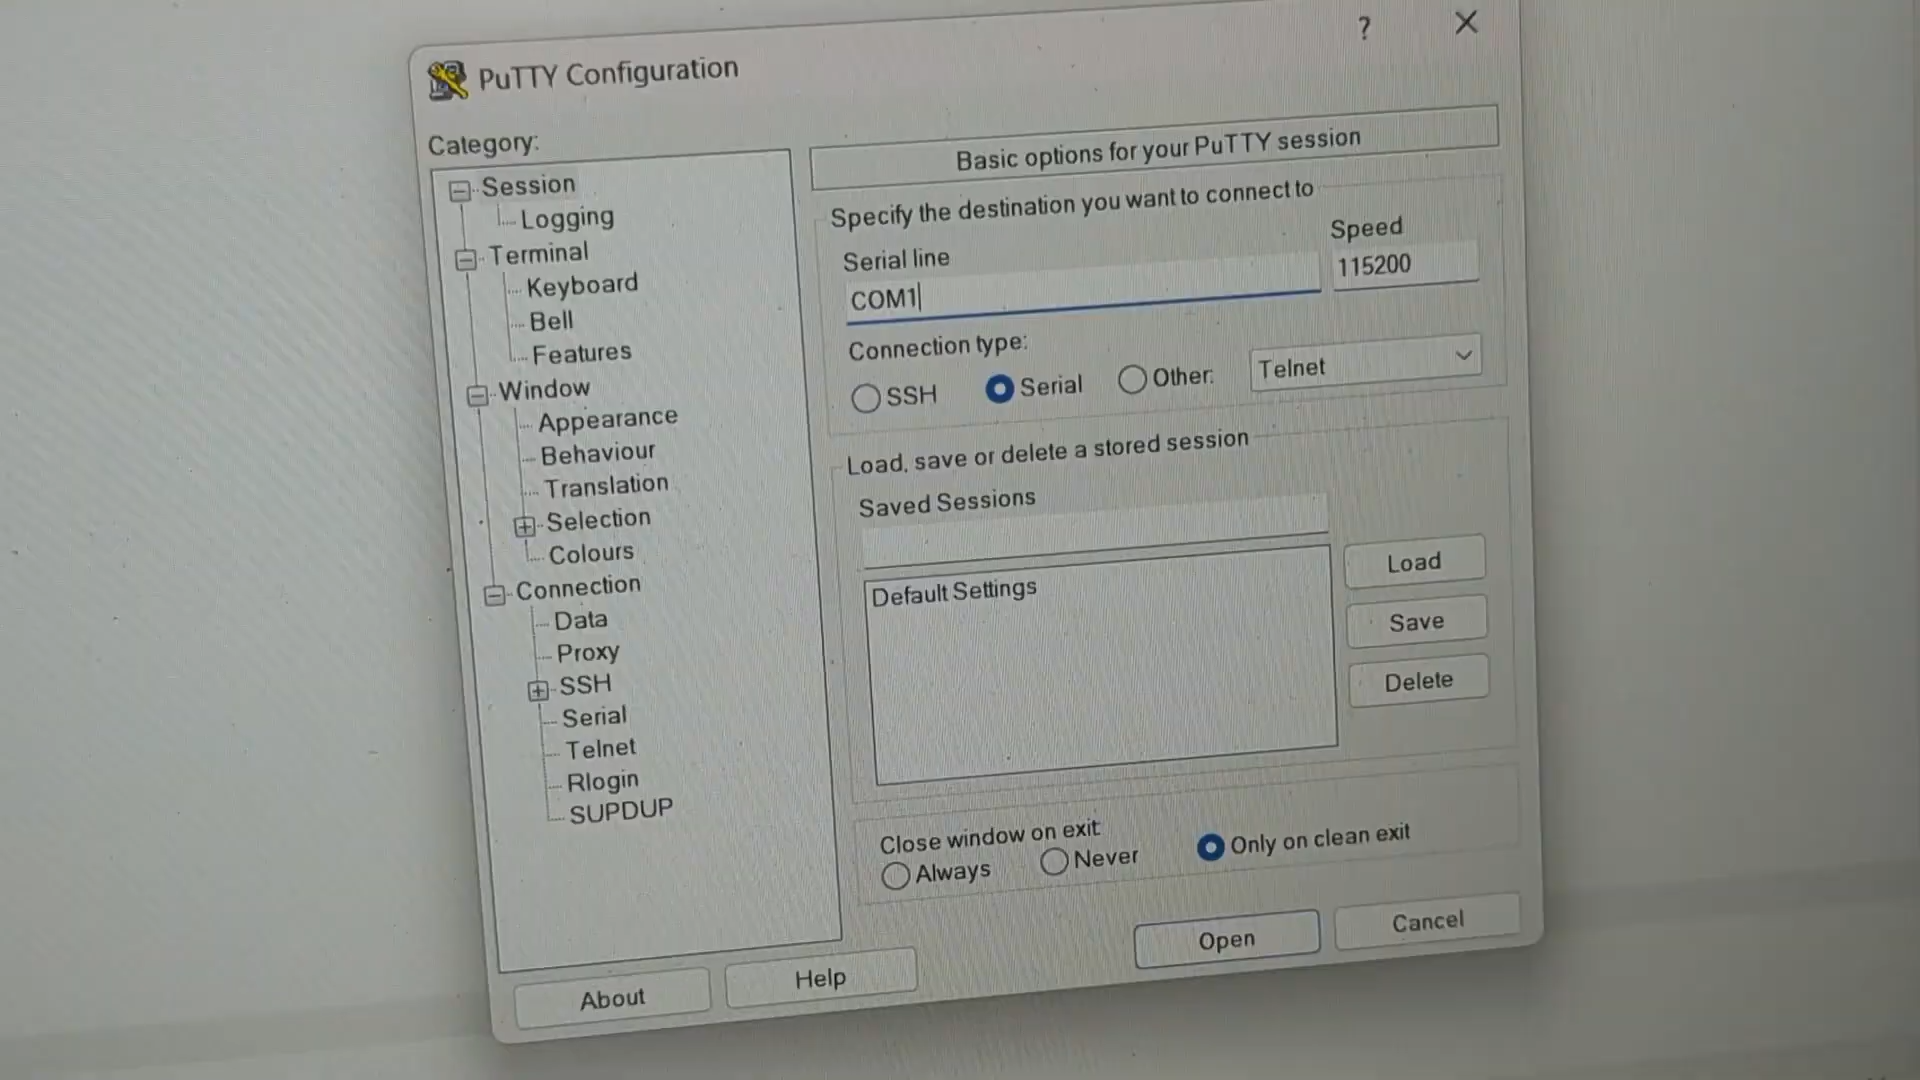 PuTTY Configuration
?
Category:
Session
Logging
Terminal
Keyboard
Bell
Features
Window
Appearance
Behaviour
Translation
Selection
Colours
Connection
Data
Proxy
SSH
Serial
Telnet
Rlogin
SUPDUP
Basic options for your PuTTY session
Specify the destination you want to connect to
Serial line
Speed
COM1
115200
Connection type:
SSH
Serial
Other:
Telnet
Load, save or delete a stored session
Saved Sessions
Default Settings
Load
Save
Delete
Close window on exit:
Always
Never
Only on clean exit
About
Help
Open
Cancel